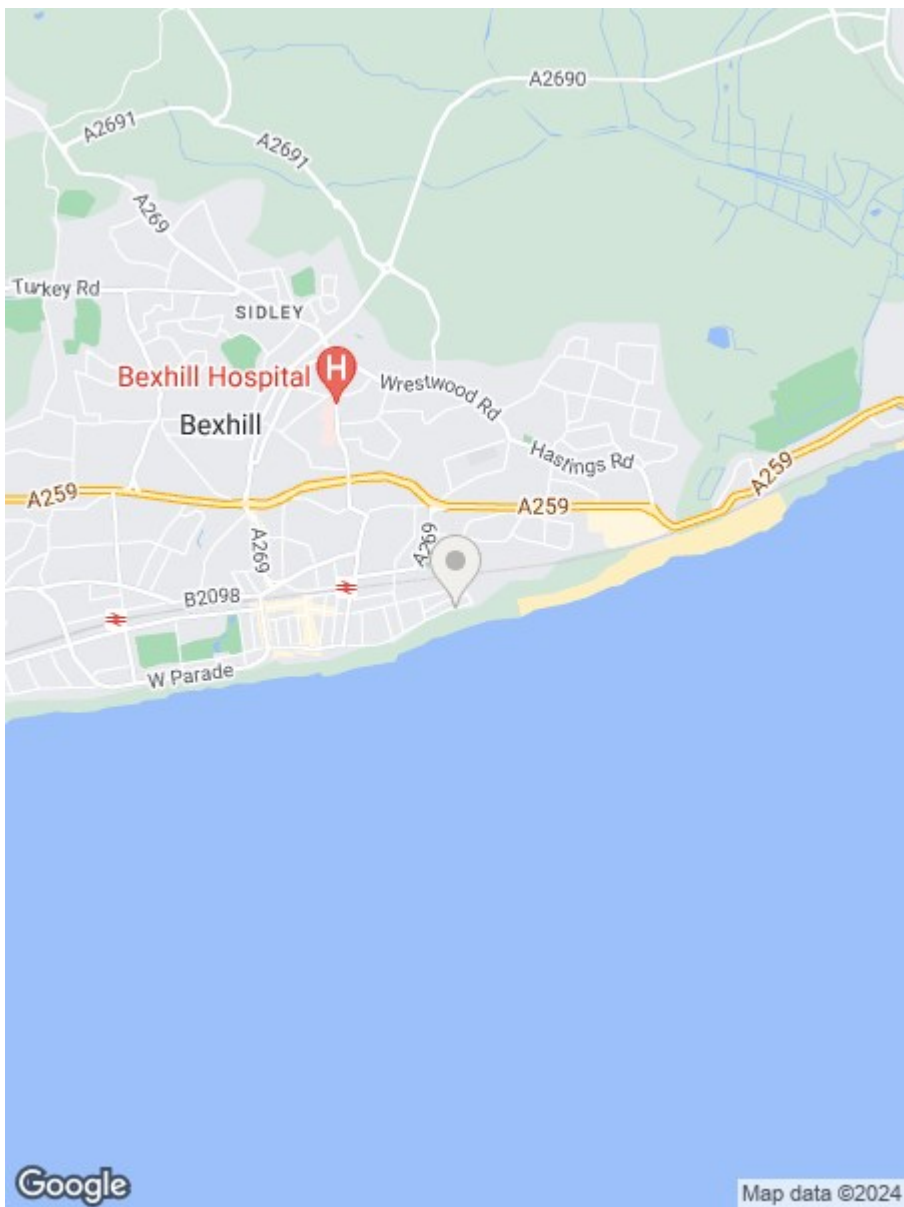 A2690
A2691
A2691
A269
Turkey Rd
SIDLEY
H
Bexhill Hospital
Wrestwood Rd
Bexhill
Hastings Rd
A259
A259
A259
A269
A269
B2098
W Parade
Google
Map data ©2024